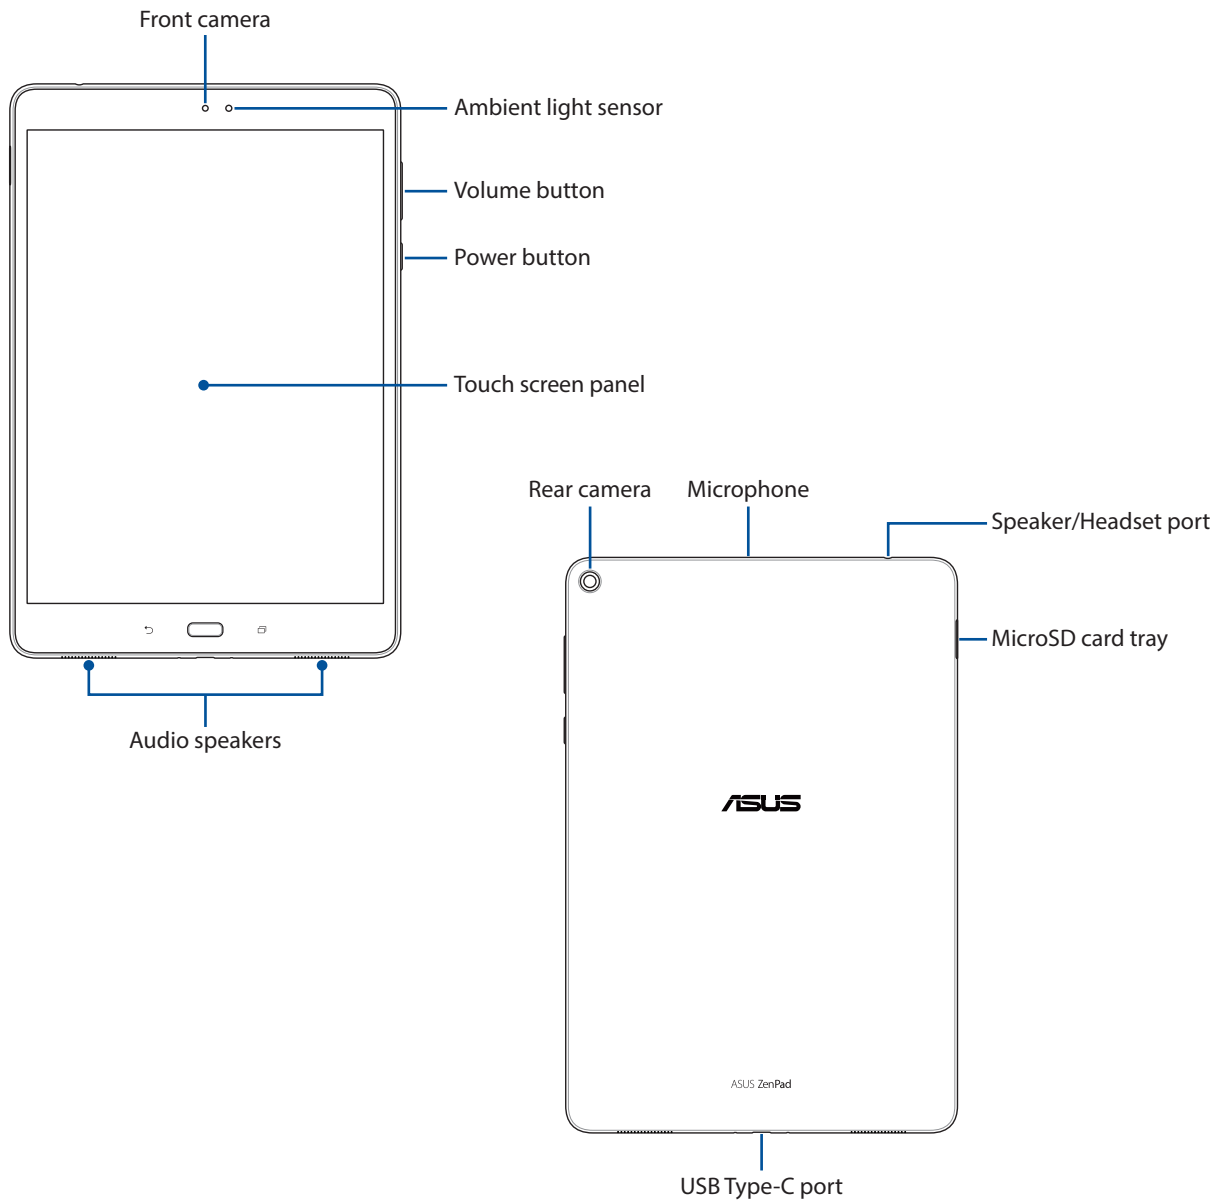 Front camera
Ambient light sensor
Volume button
Power button
Touch screen panel
Audio speakers
Rear camera
Microphone
Speaker/Headset port
MicroSD card tray
ASUS
ASUS ZenPad
USB Type-C port